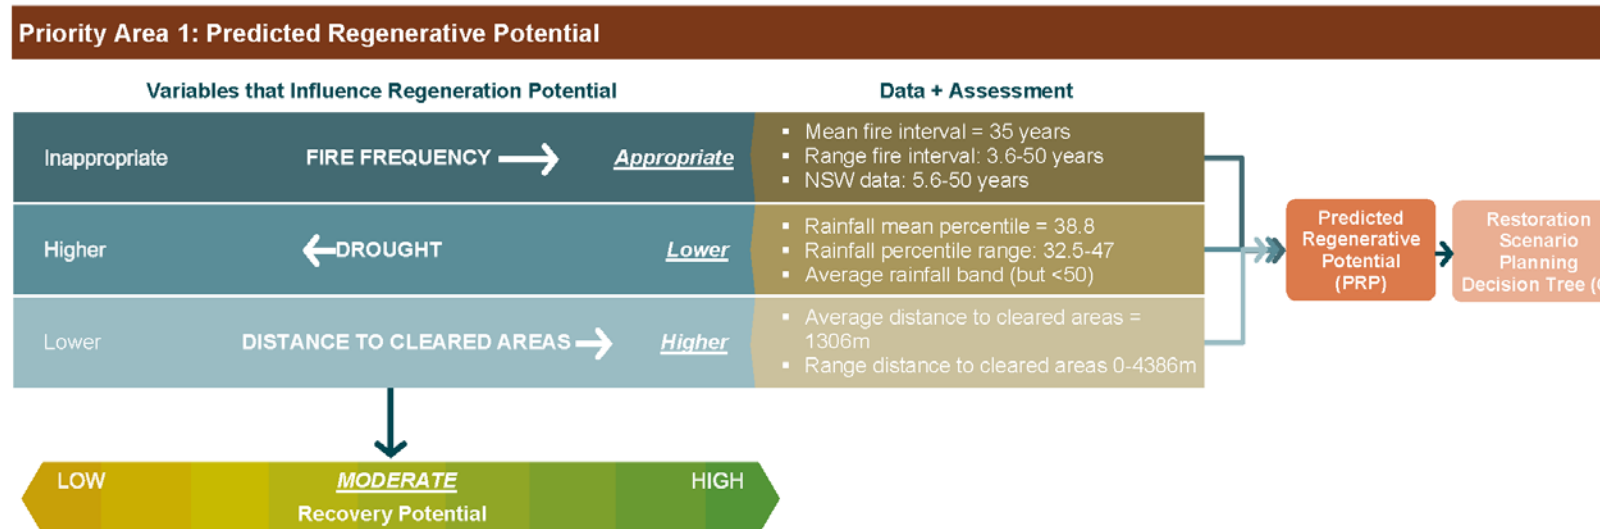 Priority Area 1: Predicted Regenerative Potential
Variables that Influence Regeneration Potential
Data + Assessment
Inappropriate
FIRE FREQUENCY
Appropriate
▪ Mean fire interval = 35 years
▪ Range fire interval: 3.6-50 years
▪ NSW data: 5.6-50 years
Higher
DROUGHT
Lower
▪ Rainfall mean percentile = 38.8
▪ Rainfall percentile range: 32.5-47
▪ Average rainfall band (but <50)
Lower
DISTANCE TO CLEARED AREAS
Higher
▪ Average distance to cleared areas =
1306m
▪ Range distance to cleared areas 0-4386m
Predicted
Regenerative
Potential
(PRP)
Restoration
Scenario
Planning
Decision Tree
LOW
MODERATE
HIGH
Recovery Potential